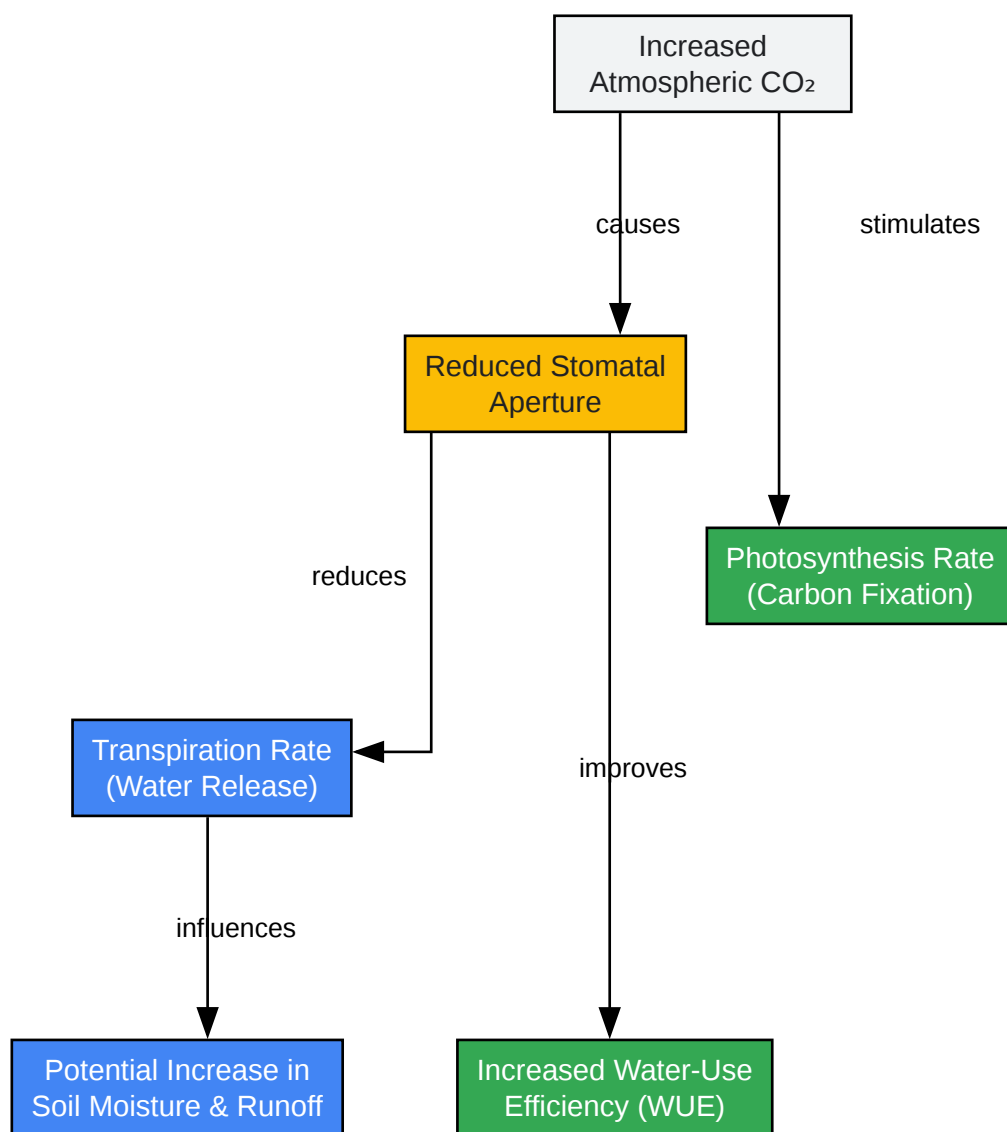 Increased
Atmospheric CO₂
causes
stimulates
Reduced Stomatal
Aperture
Photosynthesis Rate
(Carbon Fixation)
reduces
Transpiration Rate
(Water Release)
improves
influences
Potential Increase in
Soil Moisture & Runoff
Increased Water-Use
Efficiency (WUE)